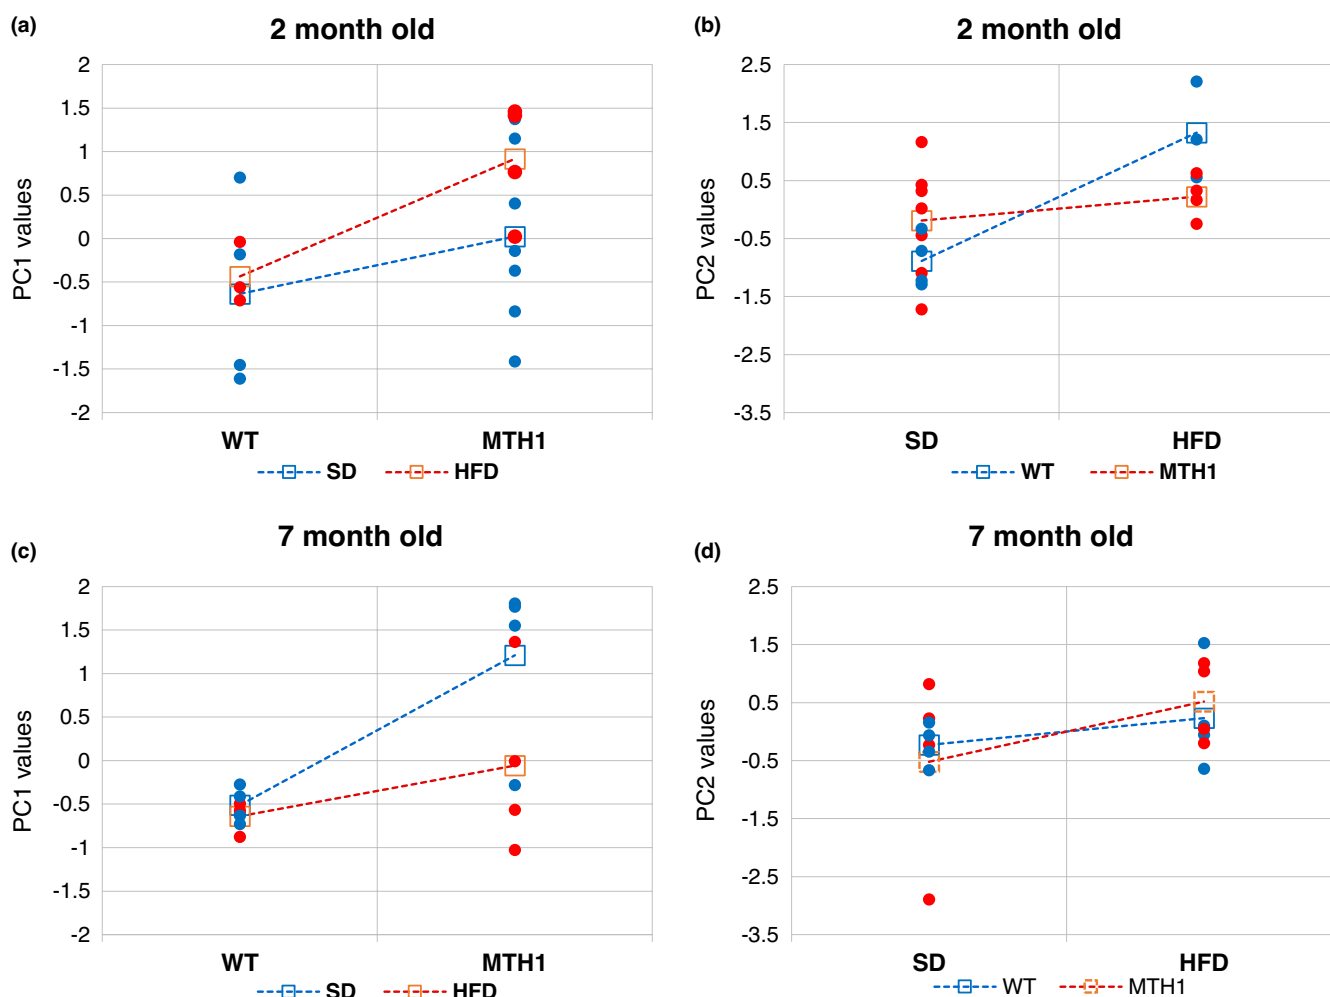 (a)
2 month old
PC1 values
2
1.5
1
0.5
0
-0.5
-1
-1.5
-2
WT MTH1
SD HFD
(b)
2 month old
PC2 values
2.5
1.5
0.5
-0.5
-1.5
-2.5
-3.5
SD HFD
WT MTH1
(c)
7 month old
PC1 values
2
1.5
1
0.5
0
-0.5
-1
-1.5
-2
WT MTH1
SD HFD
(d)
7 month old
PC2 values
2.5
1.5
0.5
-0.5
-1.5
-2.5
-3.5
SD HFD
WT MTH1